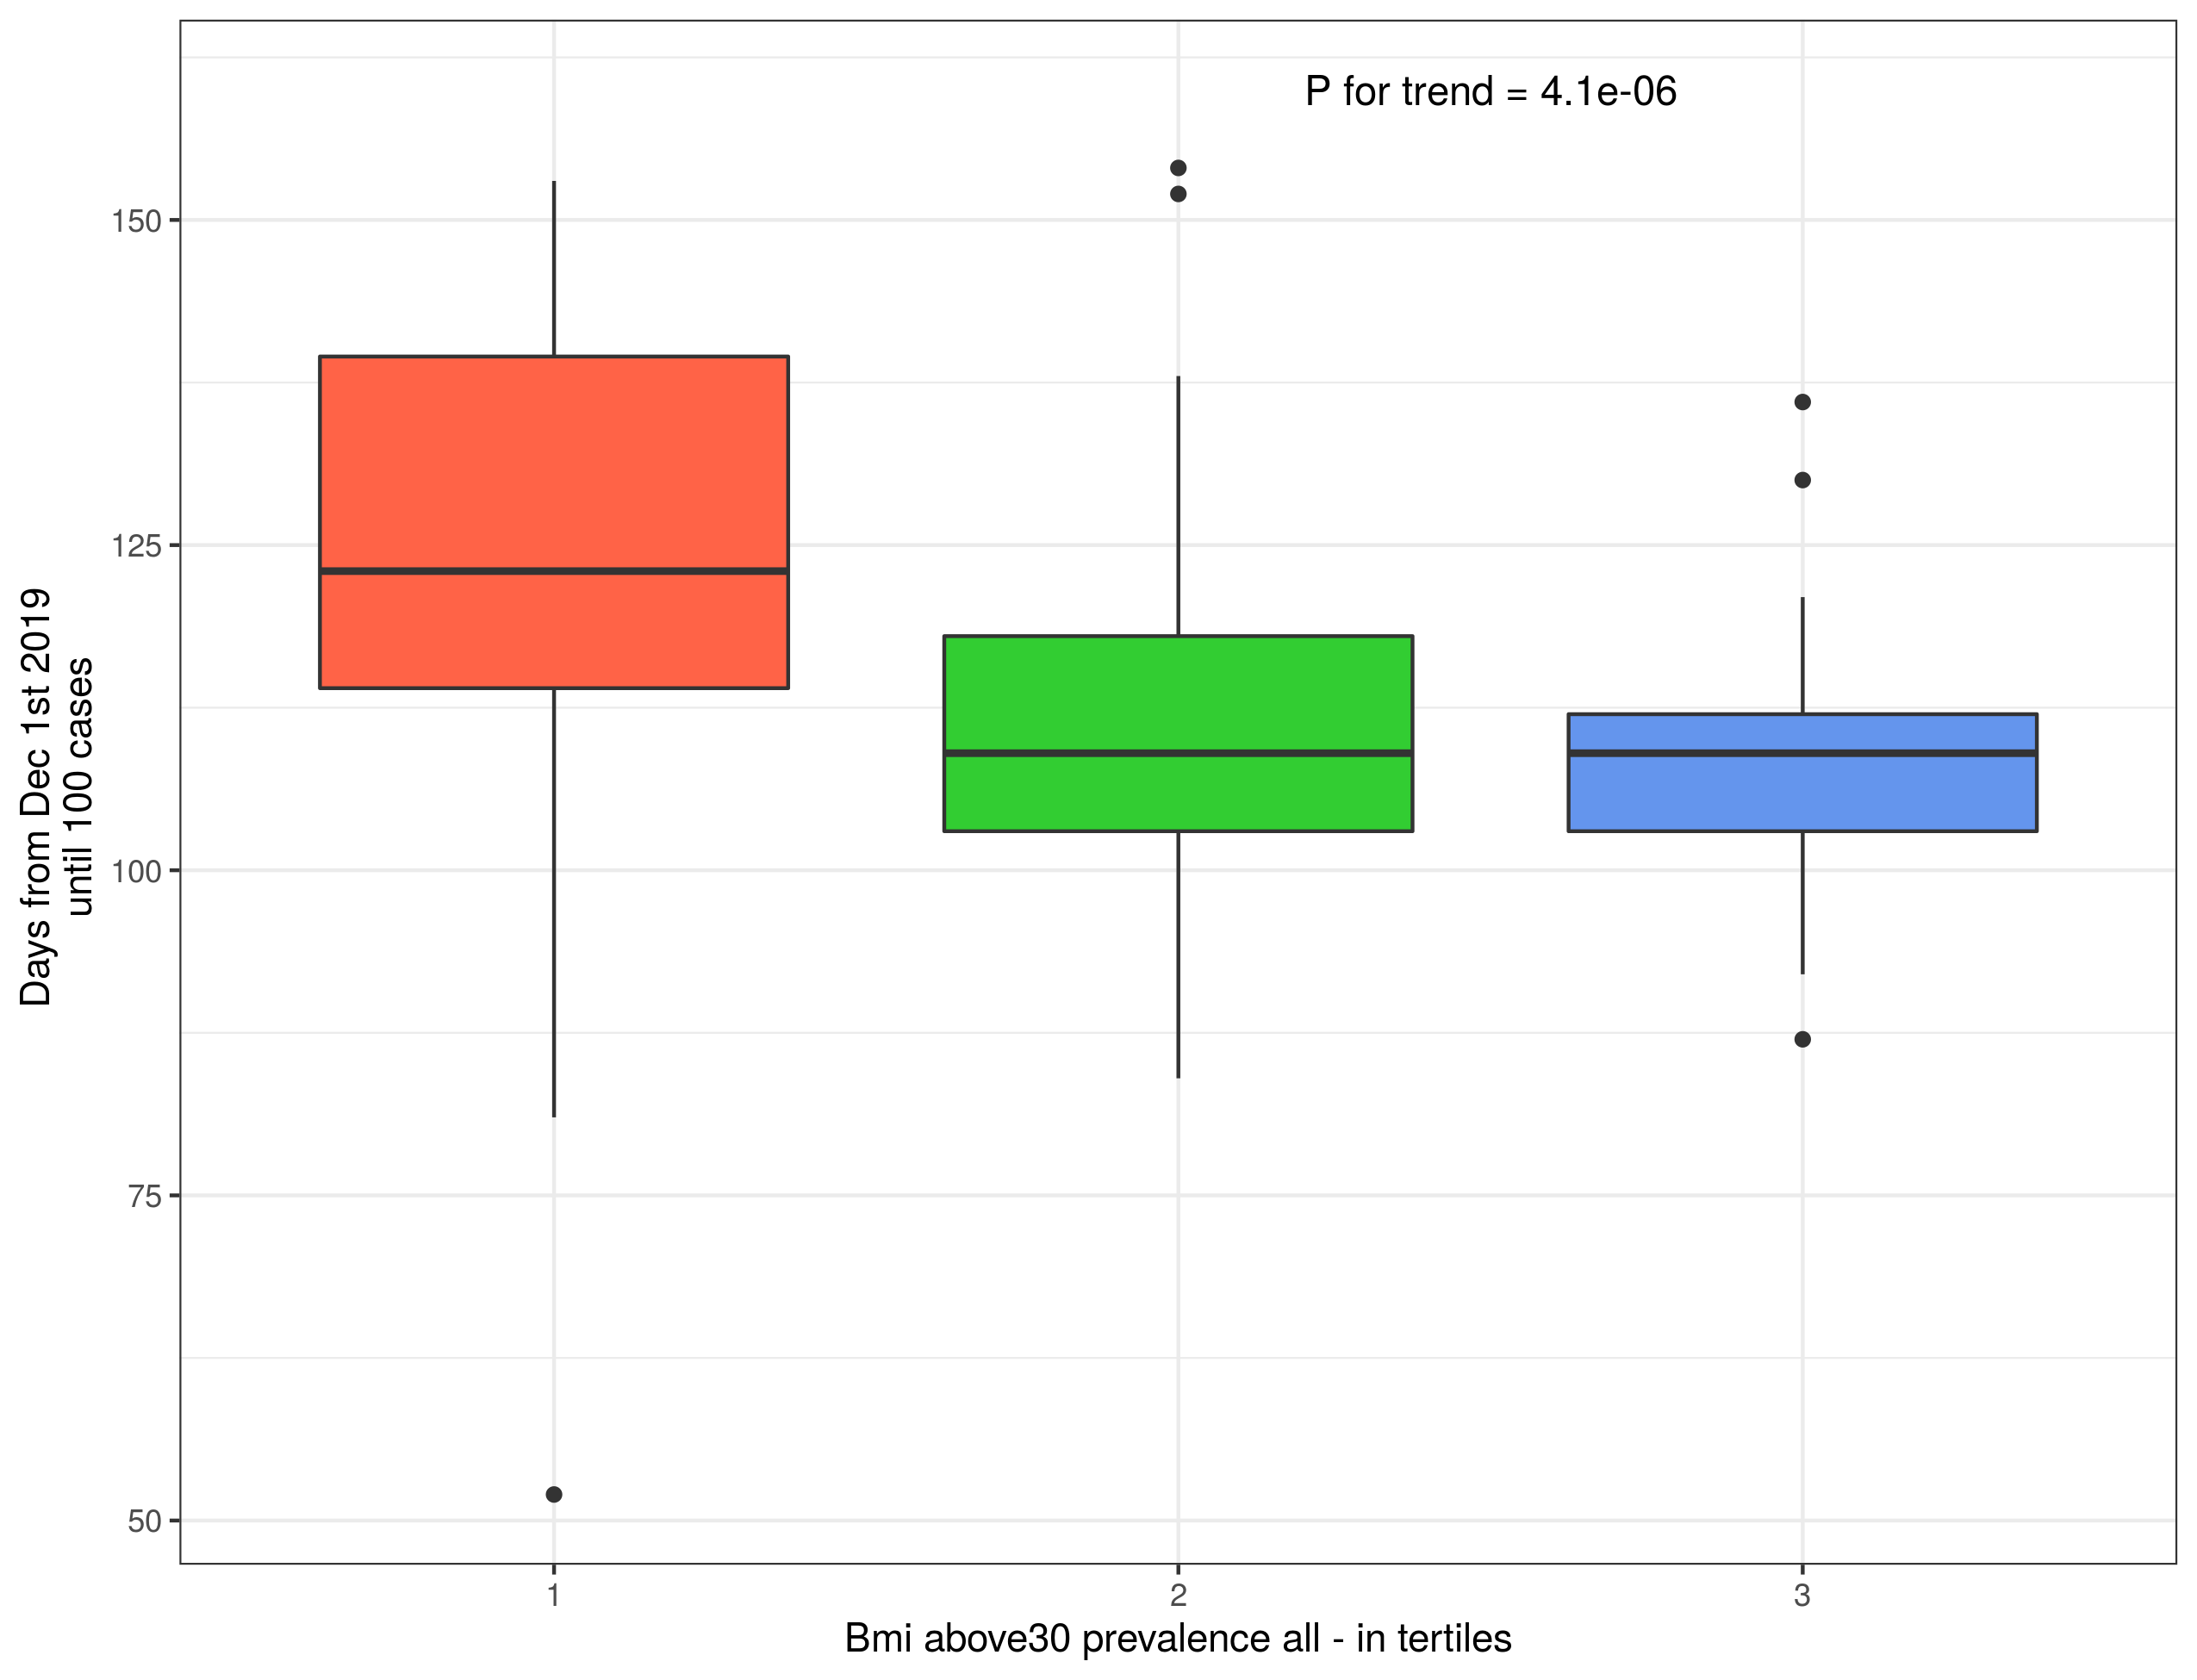 P for trend = 4.1e-06
150
125
100
75
50
Days from Dec 1st 2019
until 100 cases
1
2
3
Bmi above30 prevalence all - in tertiles